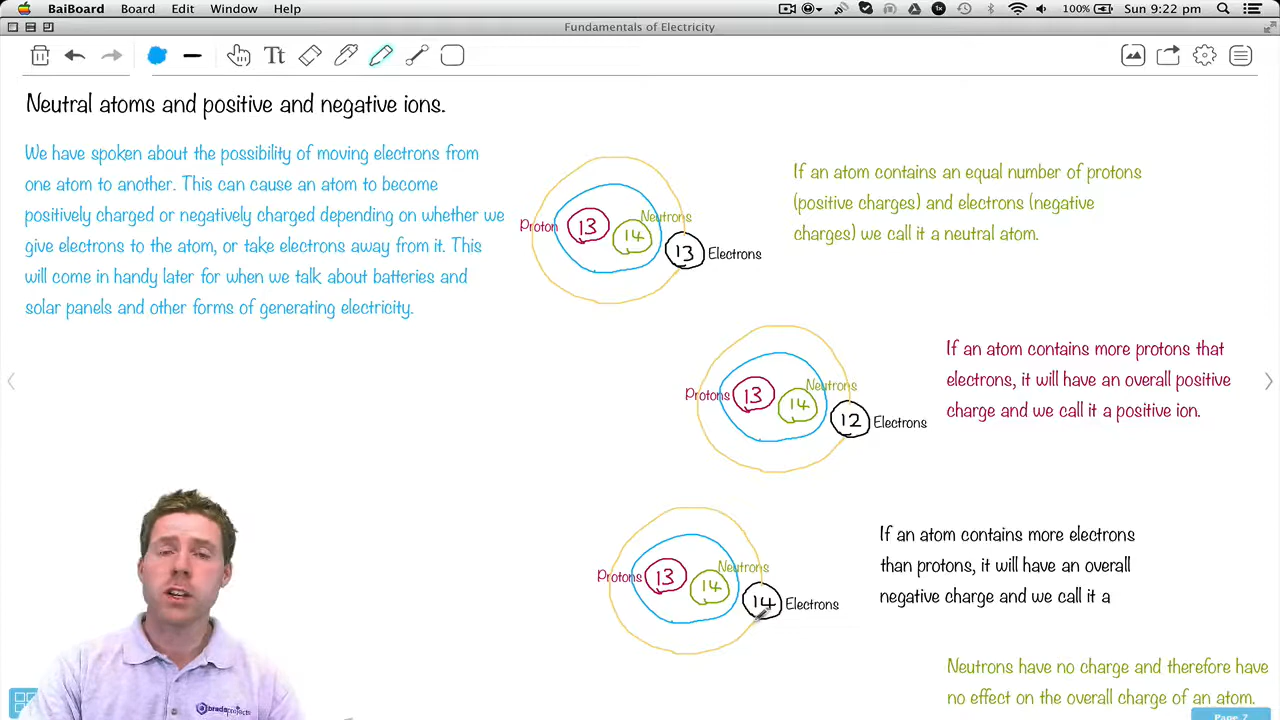 BaiBoard Board Edit Window Help
100% Sun 9:22 pm
Fundamentals of Electricity
Tt
Neutral atoms and positive and negative ions.
We have spoken about the possibility of moving electrons from
one atom to another. This can cause an atom to become
positively charged or negatively charged depending on whether we
give electrons to the atom, or take electrons away from it. This
will come in handy later for when we talk about batteries and
solar panels and other forms of generating electricity.
Proton
13
Neutrons
14
13
Electrons
If an atom contains an equal number of protons
(positive charges) and electrons (negative
charges) we call it a neutral atom.
Protons
13
Neutrons
14
12
Electrons
If an atom contains more protons that
electrons, it will have an overall positive
charge and we call it a positive ion.
Protons
13
Neutrons
14
14
Electrons
If an atom contains more electrons
than protons, it will have an overall
negative charge and we call it a
Neutrons have no charge and therefore have
no effect on the overall charge of an atom.
Page 7